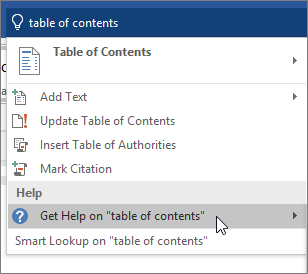 table of contents
Table of Contents
Add Text
Update Table of Contents
Insert Table of Authorities
Mark Citation
Help
Get Help on "table of contents"
Smart Lookup on "table of contents"